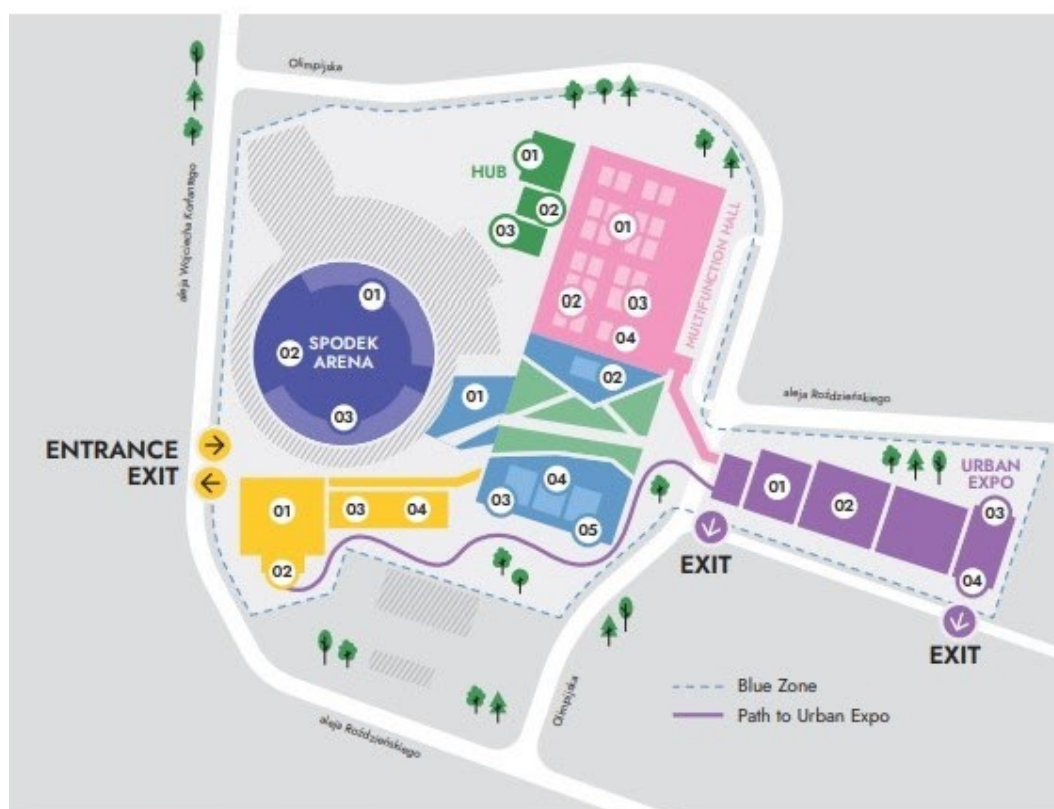 Olimpijska
aleja Wojciecha Korfantego
HUB
01
02
03
MULTIFUNCTION HALL
01
02
03
04
SPODEK
ARENA
01
02
03
01
02
03
04
05
aleja Roździeńskiego
ENTRANCE
EXIT
01
02
03
04
URBAN
EXPO
01
02
03
04
EXIT
EXIT
Olimpijska
aleja Roździeńskiego
Blue Zone
Path to Urban Expo